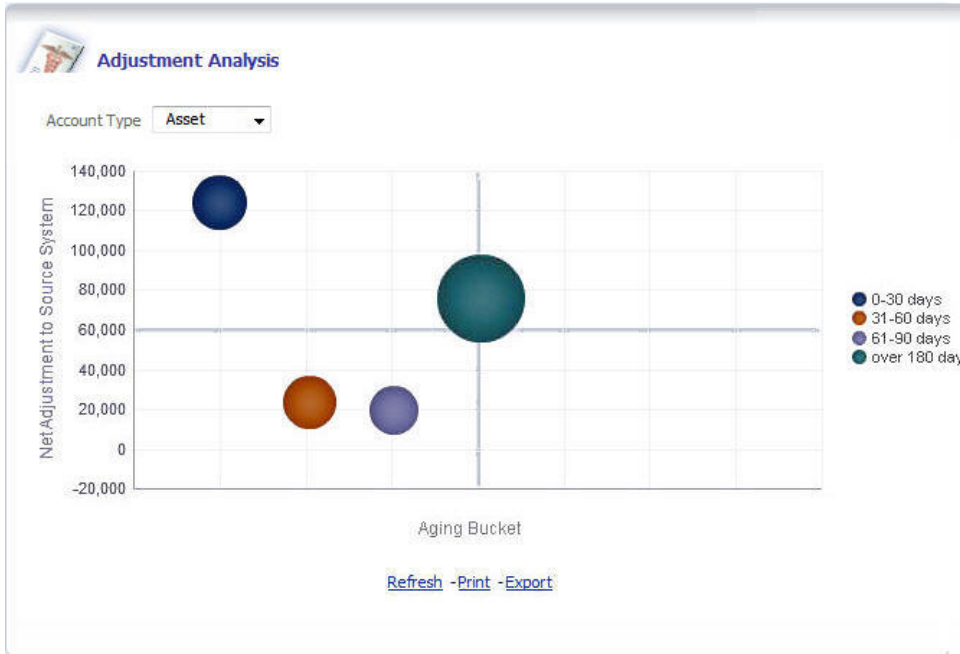 Adjustment Analysis
Account Type Asset
140,000
120,000
100,000
80,000
60,000
40,000
20,000
0
-20,000
Net Adjustment to Source System
0-30 days
31-60 days
61-90 days
over 180 day
Aging Bucket
Refresh - Print - Export